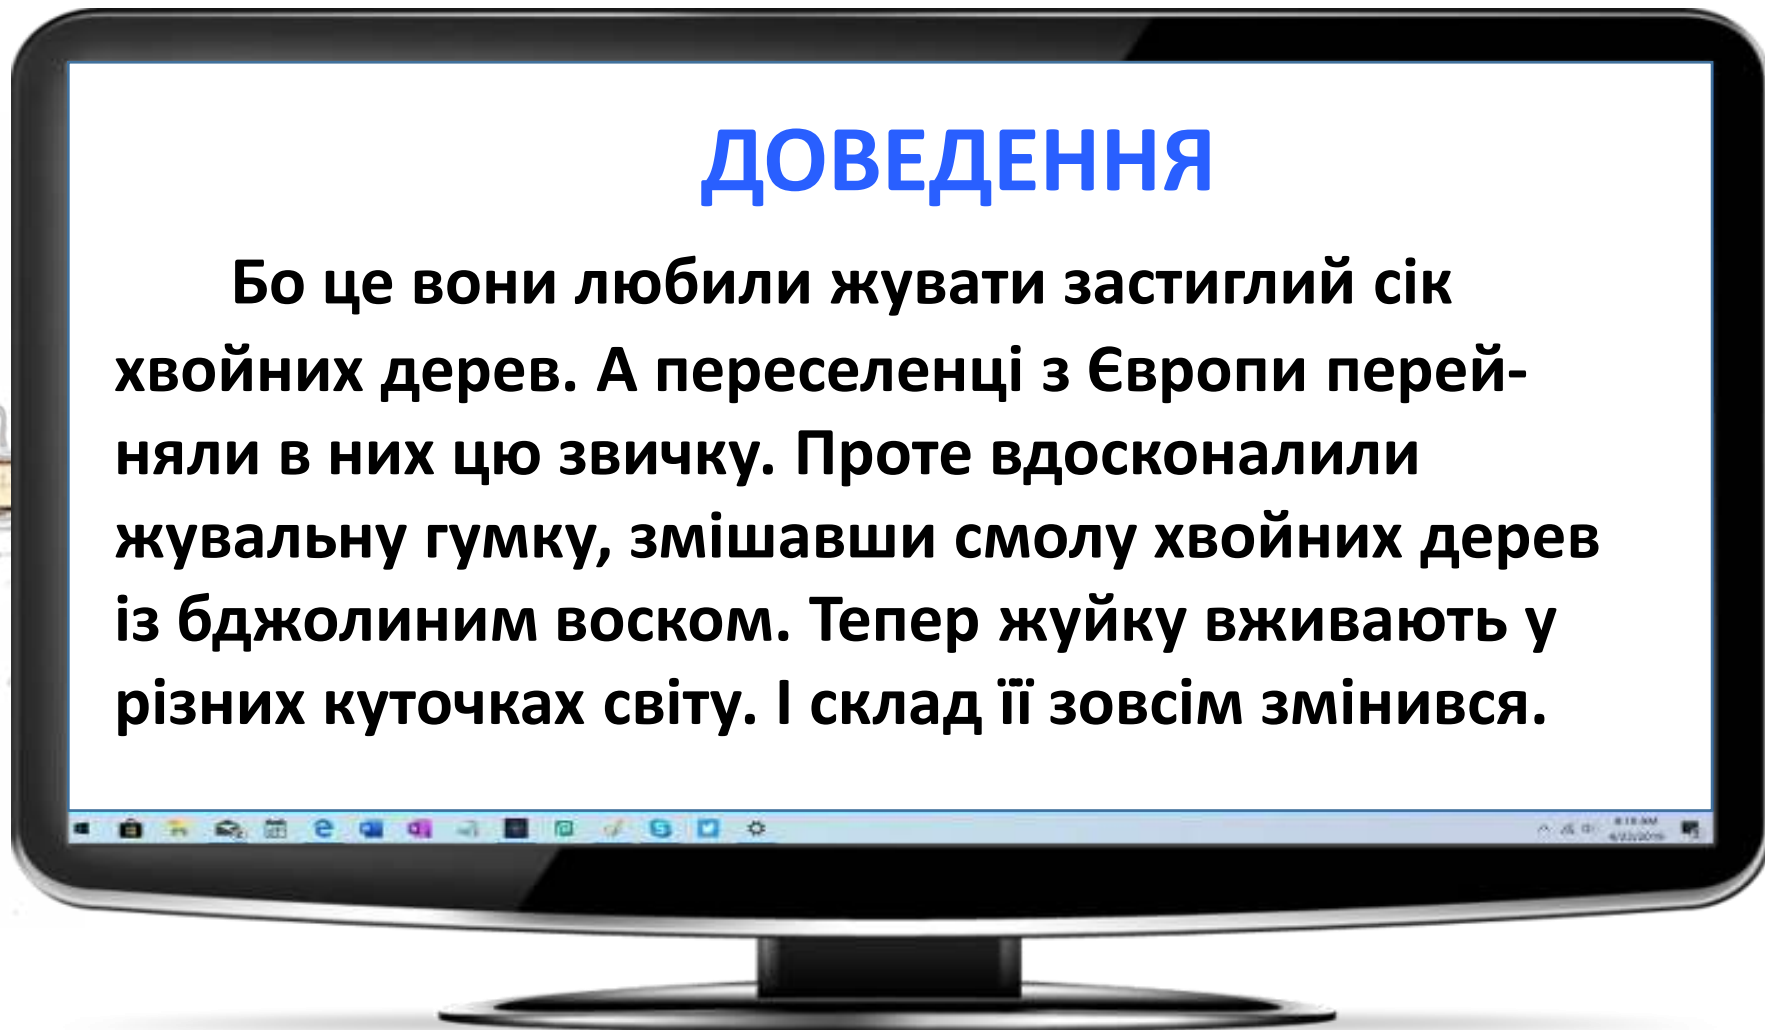 ДОВЕДЕННЯ
Бо це вони любили жувати застиглий сік
хвойних дерев. А переселенці з Європи перей-
няли в них цю звичку. Проте вдосконалили
жувальну гумку, змішавши смолу хвойних дерев
із бджолиним воском. Тепер жуйку вживають у
різних куточках світу. І склад її зовсім змінився.